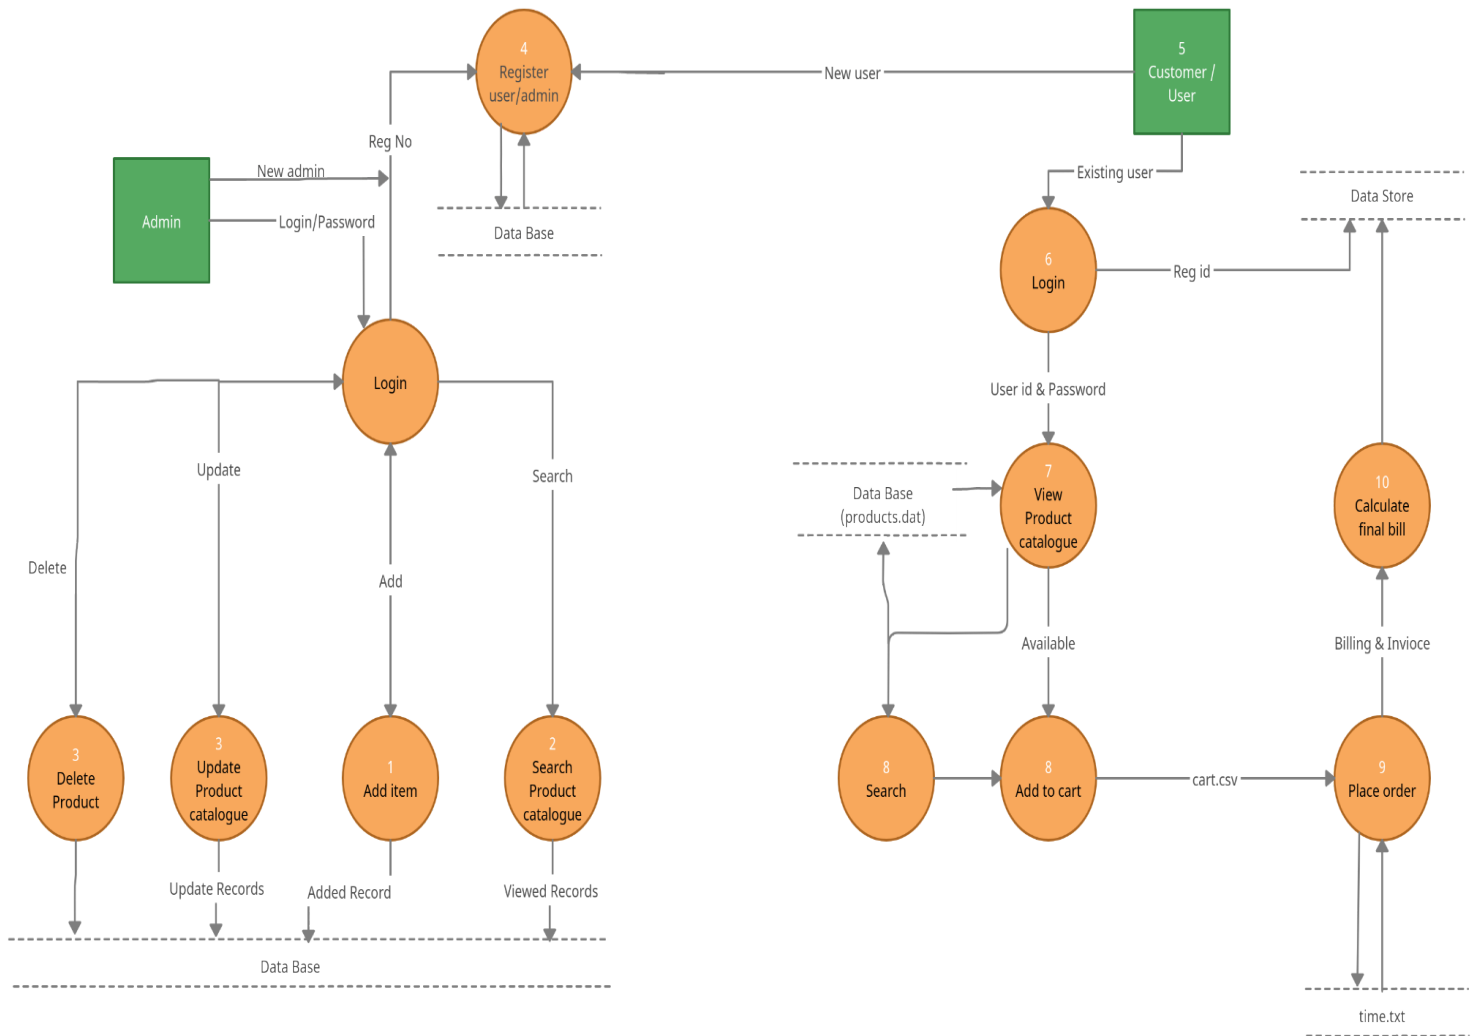 4
Register
user/admin
5
Customer /
User
New user
Reg No
New admin
Admin
Login/Password
Data Base
Existing user
Data Store
6
Login
Reg id
Login
User id & Password
Update
Search
Delete
Add
7
View
Product
catalogue
Data Base
(products.dat)
10
Calculate
final bill
Available
Billing & Invioce
3
Delete
Product
3
Update
Product
catalogue
1
Add item
2
Search
Product
catalogue
8
Search
8
Add to cart
cart.csv
9
Place order
Update Records
Added Record
Viewed Records
Data Base
time.txt